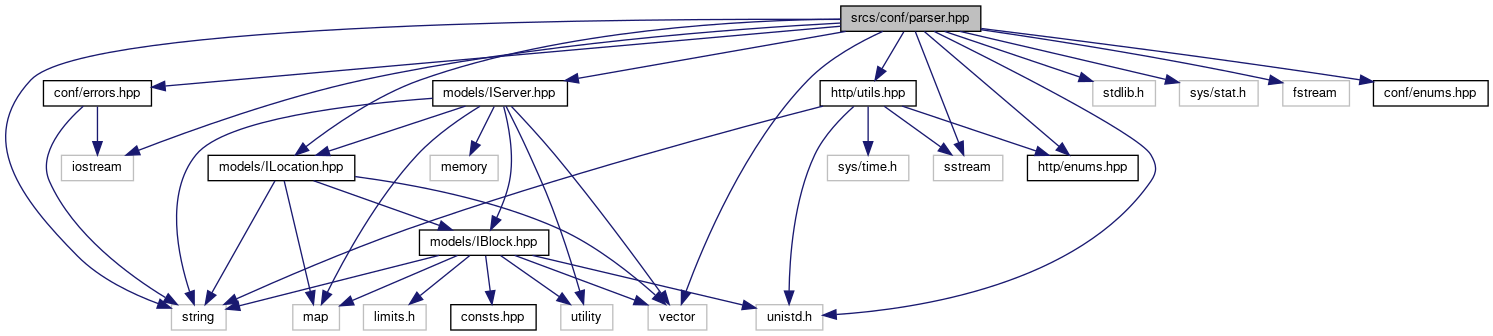 srcs/conf/parser.hpp
conf/errors.hpp
models/IServer.hpp
http/utils.hpp
stdlib.h
sys/stat.h
fstream
conf/enums.hpp
iostream
models/ILocation.hpp
memory
sys/time.h
sstream
http/enums.hpp
models/IBlock.hpp
string
map
limits.h
consts.hpp
utility
vector
unistd.h